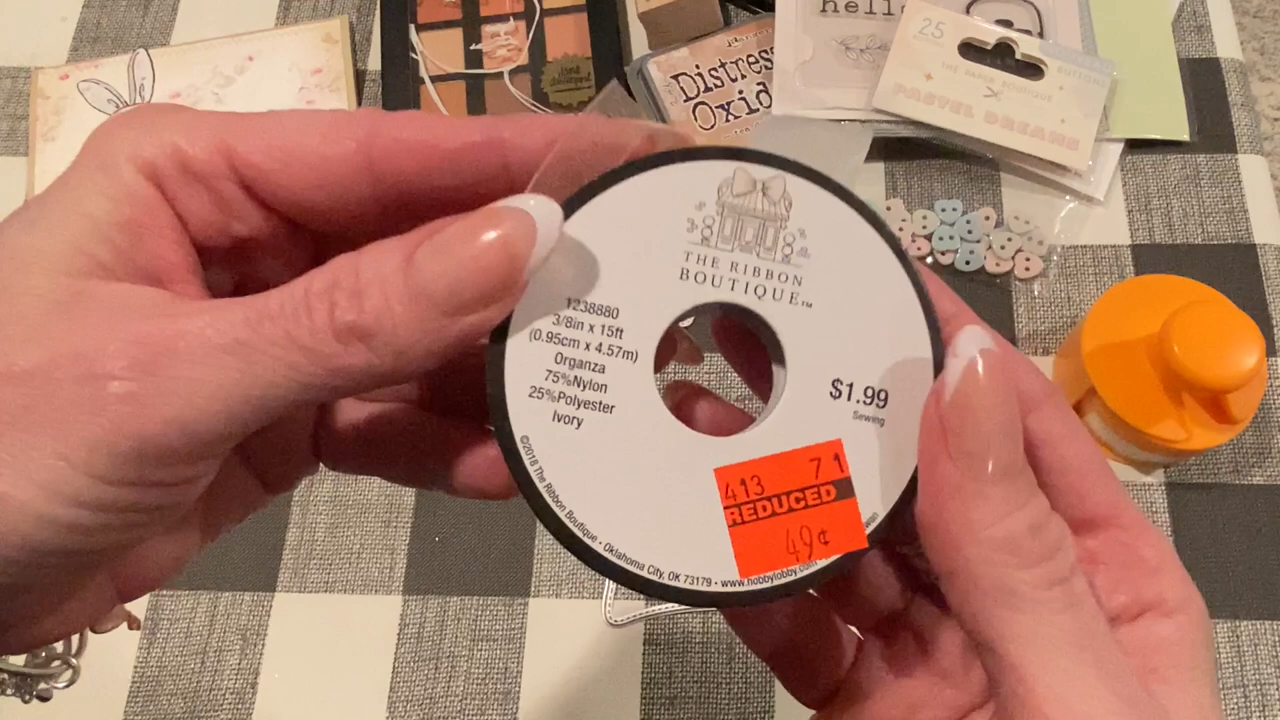 hell
Distress
Oxid
25
BUTTONS
THE PAPER BOUTIQUE
PASTEL DREAMS
THE RIBBON
BOUTIQUE™
1238880
3/8in x 15ft
(0.95cm x 4.57m)
Organza
75%Nylon
25%Polyester
Ivory
$1.99
Sewing
413 71
REDUCED
49¢
©2018 The Ribbon Boutique • Oklahoma City, OK 73179 • www.hobbylobby.com